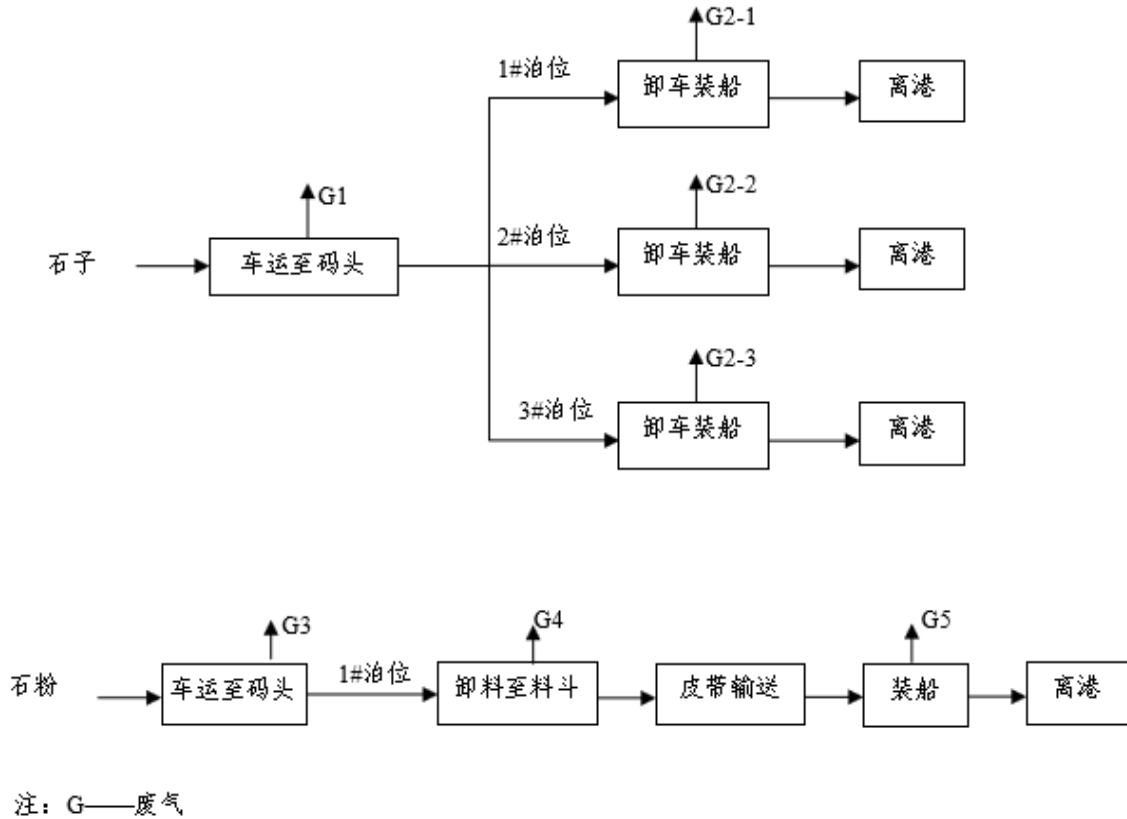 G2-1
1#泊位
卸车装船
离港
G1
G2-2
石子
车运至码头
2#泊位
卸车装船
离港
G2-3
3#泊位
卸车装船
离港
G3
G4
G5
石粉
车运至码头
1#泊位
卸料至料斗
皮带输送
装船
离港
注：G——废气